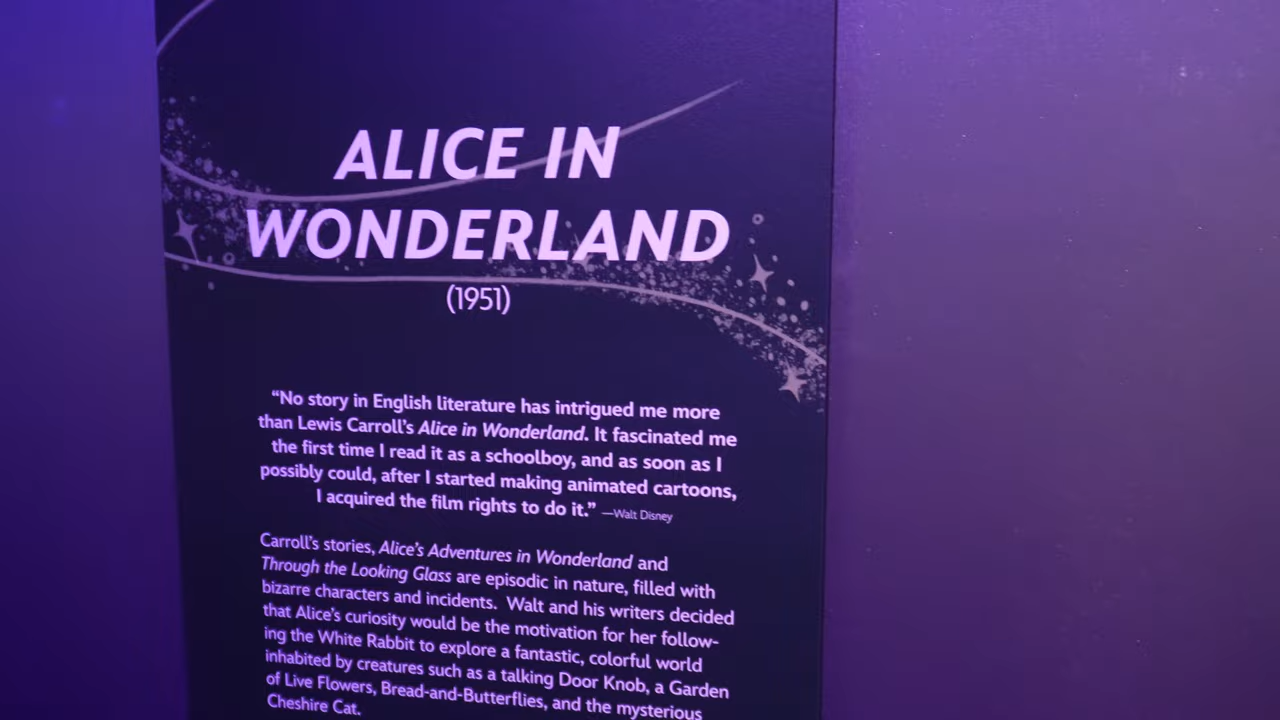 ALICE IN
WONDERLAND
(1951)
“No story in English literature has intrigued me more
than Lewis Carroll’s Alice in Wonderland. It fascinated me
the first time I read it as a schoolboy, and as soon as I
possibly could, after I started making animated cartoons,
I acquired the film rights to do it.” —Walt Disney
Carroll’s stories, Alice’s Adventures in Wonderland and
Through the Looking Glass are episodic in nature, filled with
bizarre characters and incidents. Walt and his writers decided
that Alice’s curiosity would be the motivation for her follow-
ing the White Rabbit to explore a fantastic, colorful world
inhabited by creatures such as a talking Door Knob, a Garden
of Live Flowers, Bread-and-Butterflies, and the mysterious
Cheshire Cat.